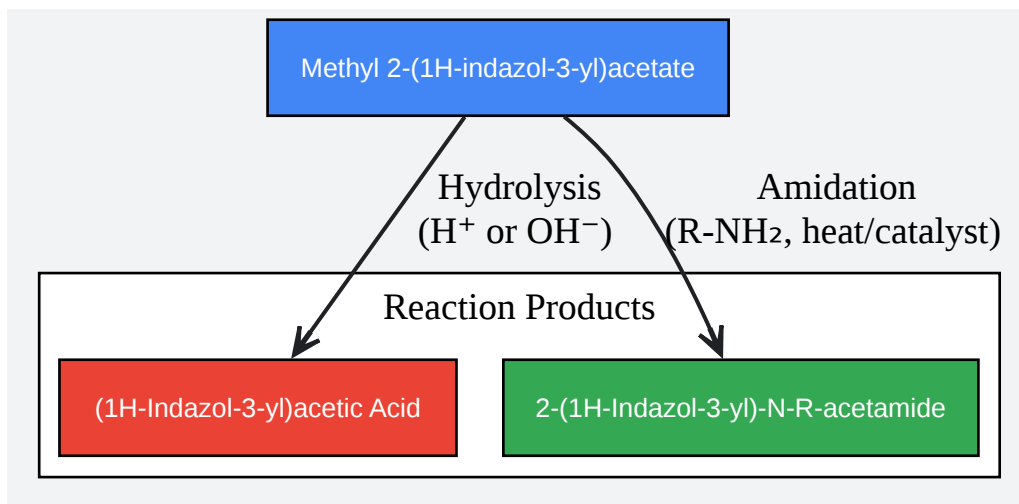 Methyl 2-(1H-indazol-3-yl)acetate
Hydrolysis
(H⁺ or OH⁻)
Amidation
(R-NH₂, heat/catalyst)
Reaction Products
(1H-Indazol-3-yl)acetic Acid
2-(1H-Indazol-3-yl)-N-R-acetamide